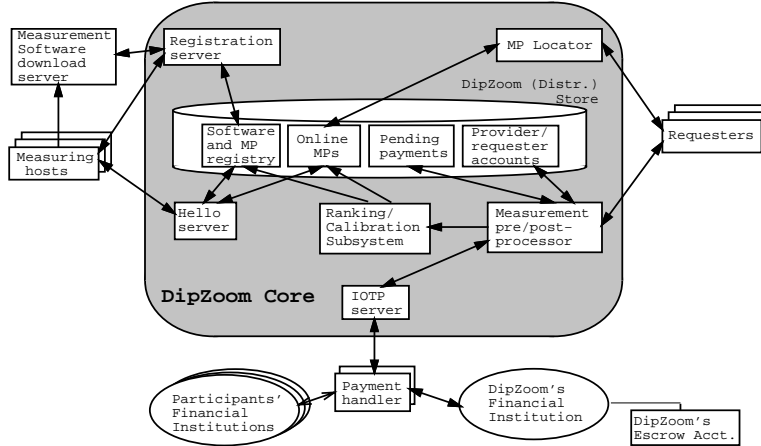 Measurement
Software
download
server
Registration
server
MP Locator
DipZoom (Distr.)
Store
Software
and MP
registry
Online
MPs
Pending
payments
Provider/
requester
accounts
Requesters
Measuring
hosts
Hello
server
Ranking/
Calibration
Subsystem
Measurement
pre/post-
processor
DipZoom Core
IOTP
server
Participants'
Financial
Institutions
Payment
handler
DipZoom's
Financial
Institution
DipZoom's
Escrow Acct.